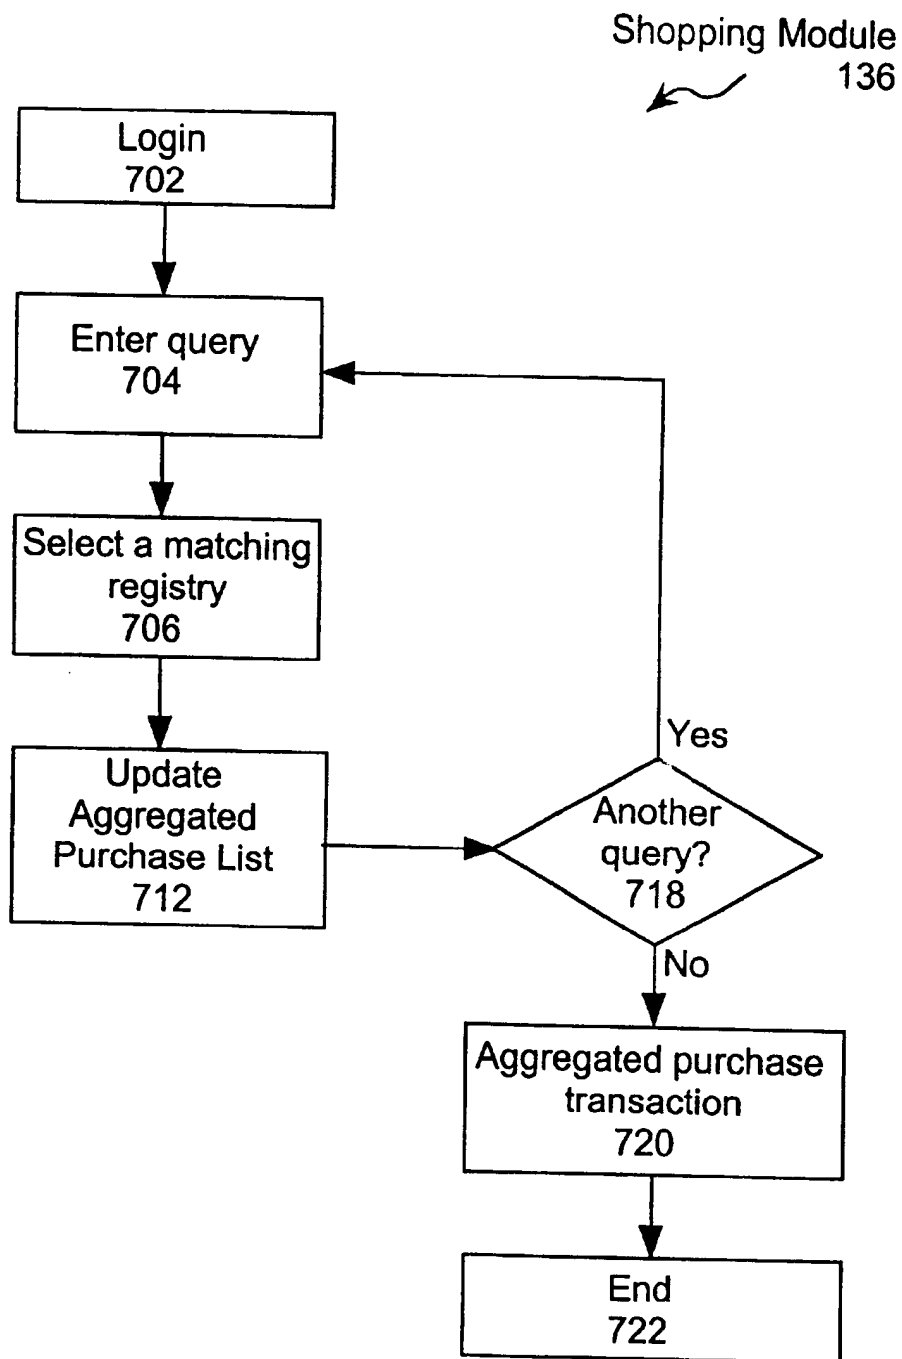 Shopping Module
136
Login
702
Enter query
704
Select a matching
registry
706
Update
Aggregated
Purchase List
712
Yes
Another
query?
718
No
Aggregated purchase
transaction
720
End
722